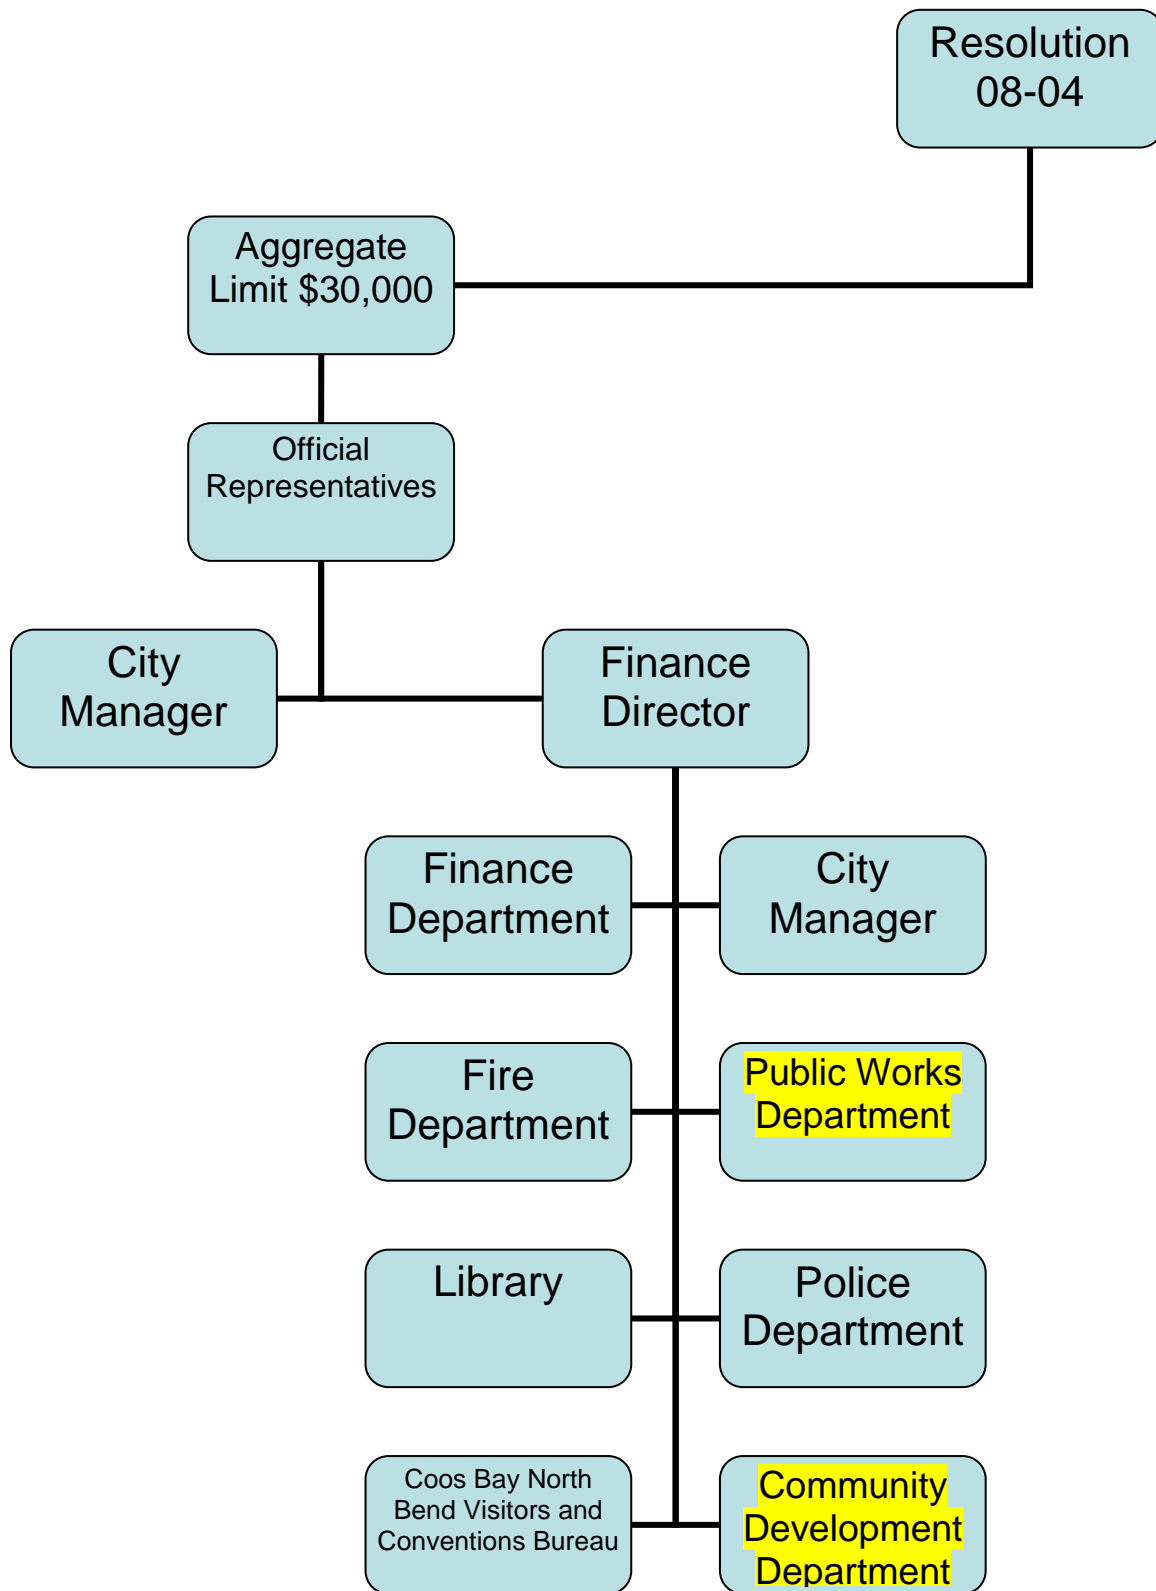 Resolution
08-04
Aggregate
Limit $30,000
Official
Representatives
City
Manager
Finance
Director
Finance
Department
City
Manager
Fire
Department
Public Works
Department
Library
Police
Department
Coos Bay North
Bend Visitors and
Conventions Bureau
Community
Development
Department